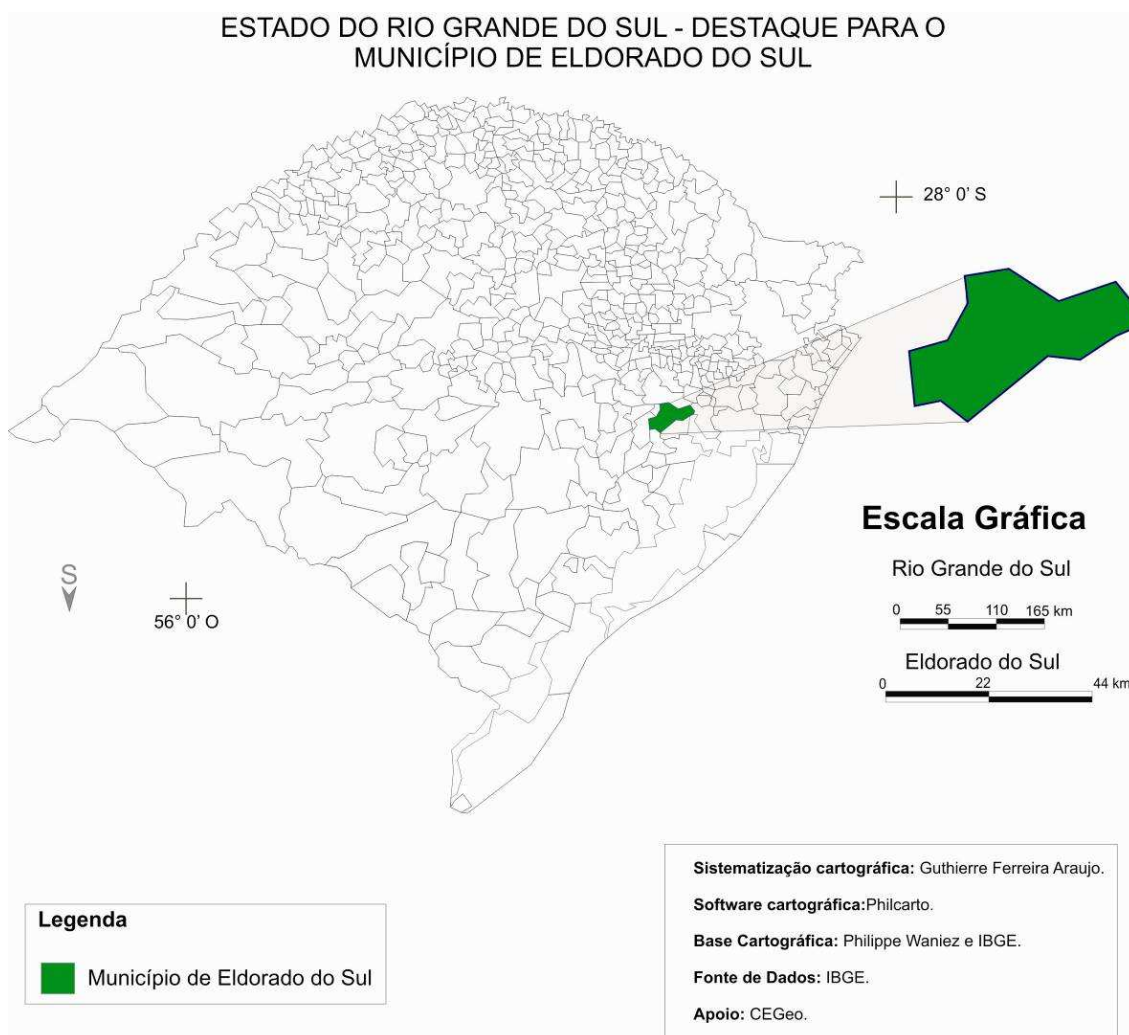 ESTADO DO RIO GRANDE DO SUL - DESTAQUE PARA O
MUNICÍPIO DE ELDORADO DO SUL
28° 0' S
Escala Gráfica
Rio Grande do Sul
0 55 110 165 km
Eldorado do Sul
0 22 44 km
S
56° 0' O
Legenda
Município de Eldorado do Sul
Sistematização cartográfica: Guthierre Ferreira Araujo.
Software cartográfica:Philcarto.
Base Cartográfica: Philippe Waniez e IBGE.
Fonte de Dados: IBGE.
Apoio: CEGeo.